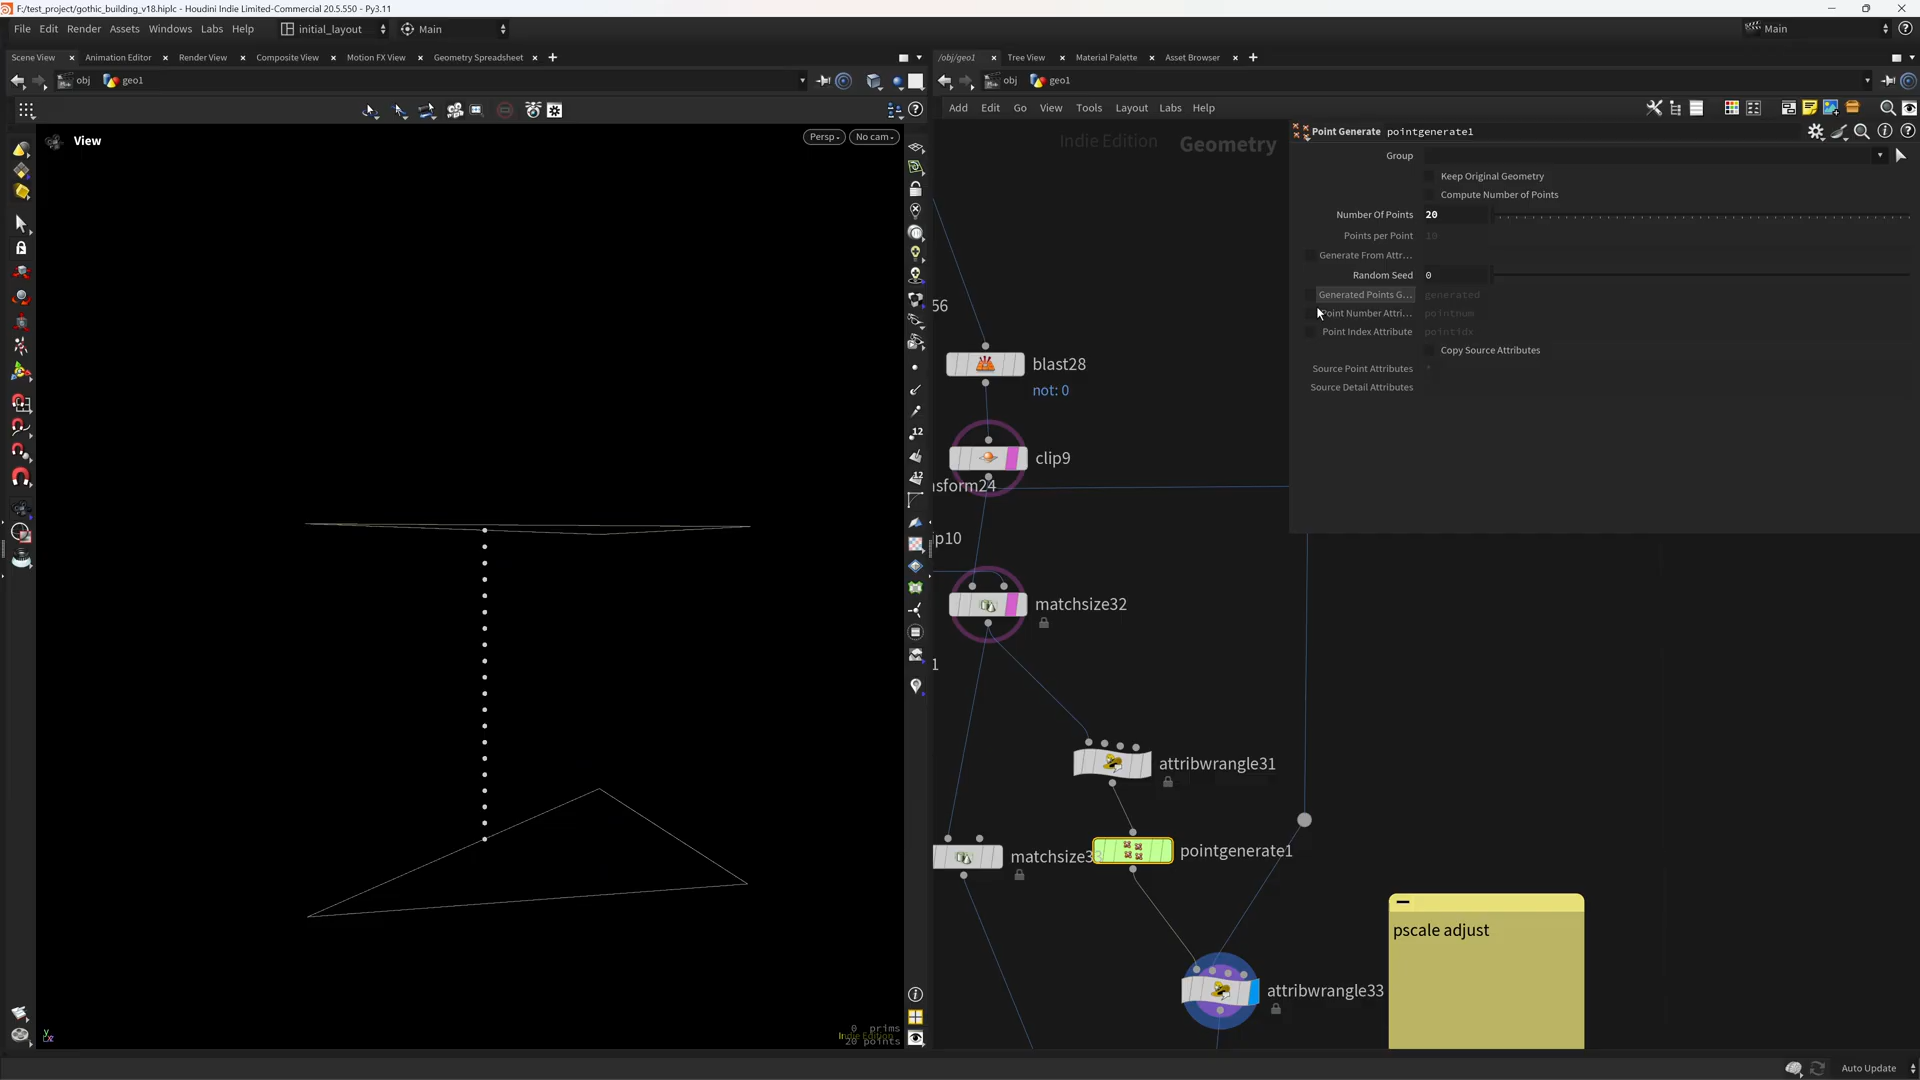 F:/test_project/gothic_building_v18.hiplc - Houdini Indie Limited-Commercial 20.5.550 - Py3.11
File Edit Render Assets Windows Labs Help
initial_layout
Main
Main
Scene View
Animation Editor
Render View
Composite View
Motion FX View
Geometry Spreadsheet
/obj/geo1
Tree View
Material Palette
Asset Browser
obj
geo1
obj
geo1
Add Edit Go View Tools Layout Labs Help
View
Persp
No cam
Indie Edition
Geometry
Point Generate pointgenerate1
Group
Keep Original Geometry
Compute Number of Points
Number Of Points 20
Points per Point 10
Generate From Attr...
Random Seed 0
Generated Points G... generated
Point Number Attri... pointnum
Point Index Attribute pointidx
Copy Source Attributes
Source Point Attributes *
Source Detail Attributes
56
blast28
not: 0
clip9
nsform24
ip10
matchsize32
1
attribwrangle31
matchsize3
pointgenerate1
pscale adjust
attribwrangle33
12
12
0 prims
20 points
Auto Update